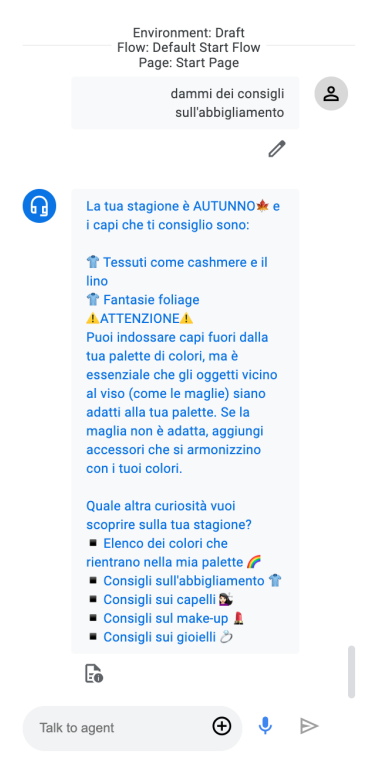 Environment: Draft
Flow: Default Start Flow
Page: Start Page
dammi dei consigli
sull'abbigliamento
La tua stagione è AUTUNNO🍁 e
i capi che ti consiglio sono:
👕 Tessuti come cashmere e il
lino
👕 Fantasie foliage
⚠️ATTENZIONE⚠️
Puoi indossare capi fuori dalla
tua palette di colori, ma è
essenziale che gli oggetti vicino
al viso (come le maglie) siano
adatti alla tua palette. Se la
maglia non è adatta, aggiungi
accessori che si armonizzino
con i tuoi colori.
Quale altra curiosità vuoi
scoprire sulla tua stagione?
▪️ Elenco dei colori che
rientrano nella mia palette 🌈
▪️ Consigli sull'abbigliamento 👕
▪️ Consigli sui capelli 💇🏻‍♀️
▪️ Consigli sul make-up 💄
▪️ Consigli sui gioielli 💍
Talk to agent